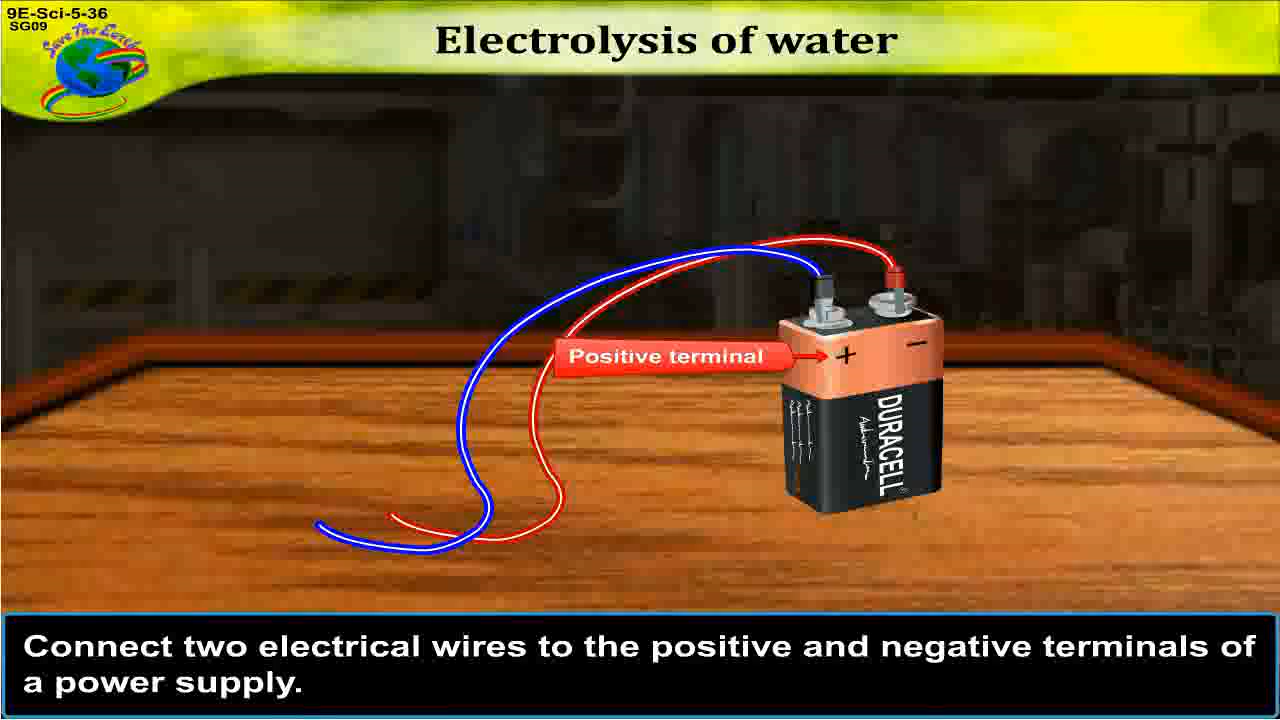 9E-Sci-5-36
SG09
Save The Earth
Electrolysis of water
Positive terminal
+
−
DURACELL
Connect two electrical wires to the positive and negative terminals of
a power supply.